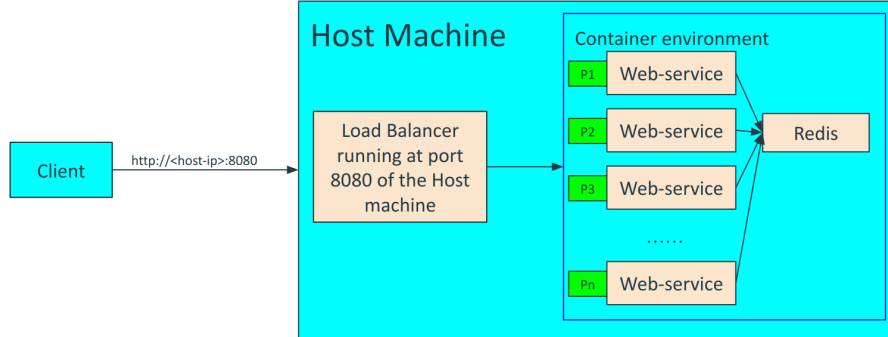 Host Machine
Container environment
P1
Web-service
P2
Web-service
Redis
Load Balancer
running at port
8080 of the Host
machine
http://<host-ip>:8080
Client
P3
Web-service
......
Pn
Web-service